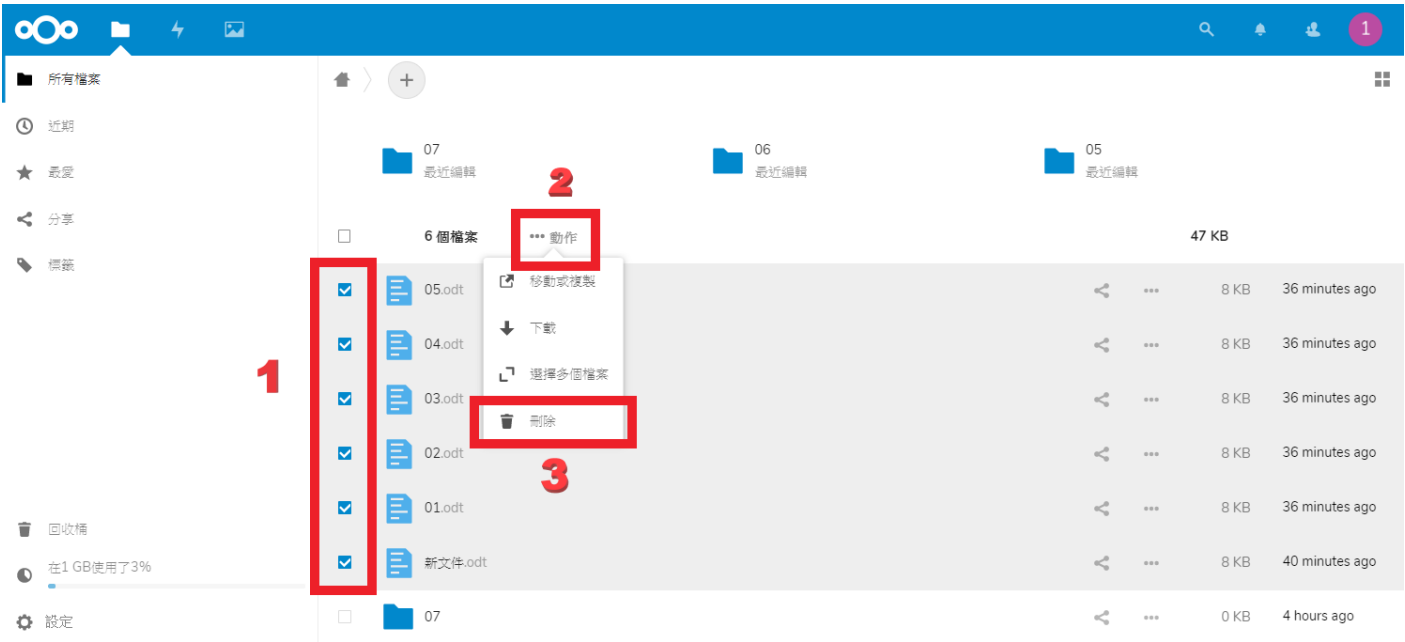 1
所有檔案
近期
最愛
分享
標籤
回收桶
在1 GB使用了3%
設定
07
最近編輯
06
最近編輯
05
最近編輯
2
6 個檔案 ••• 動作 47 KB
移動或複製
下載
選擇多個檔案
刪除
1
3
05.odt 8 KB 36 minutes ago
04.odt 8 KB 36 minutes ago
03.odt 8 KB 36 minutes ago
02.odt 8 KB 36 minutes ago
01.odt 8 KB 36 minutes ago
新文件.odt 8 KB 40 minutes ago
07 0 KB 4 hours ago